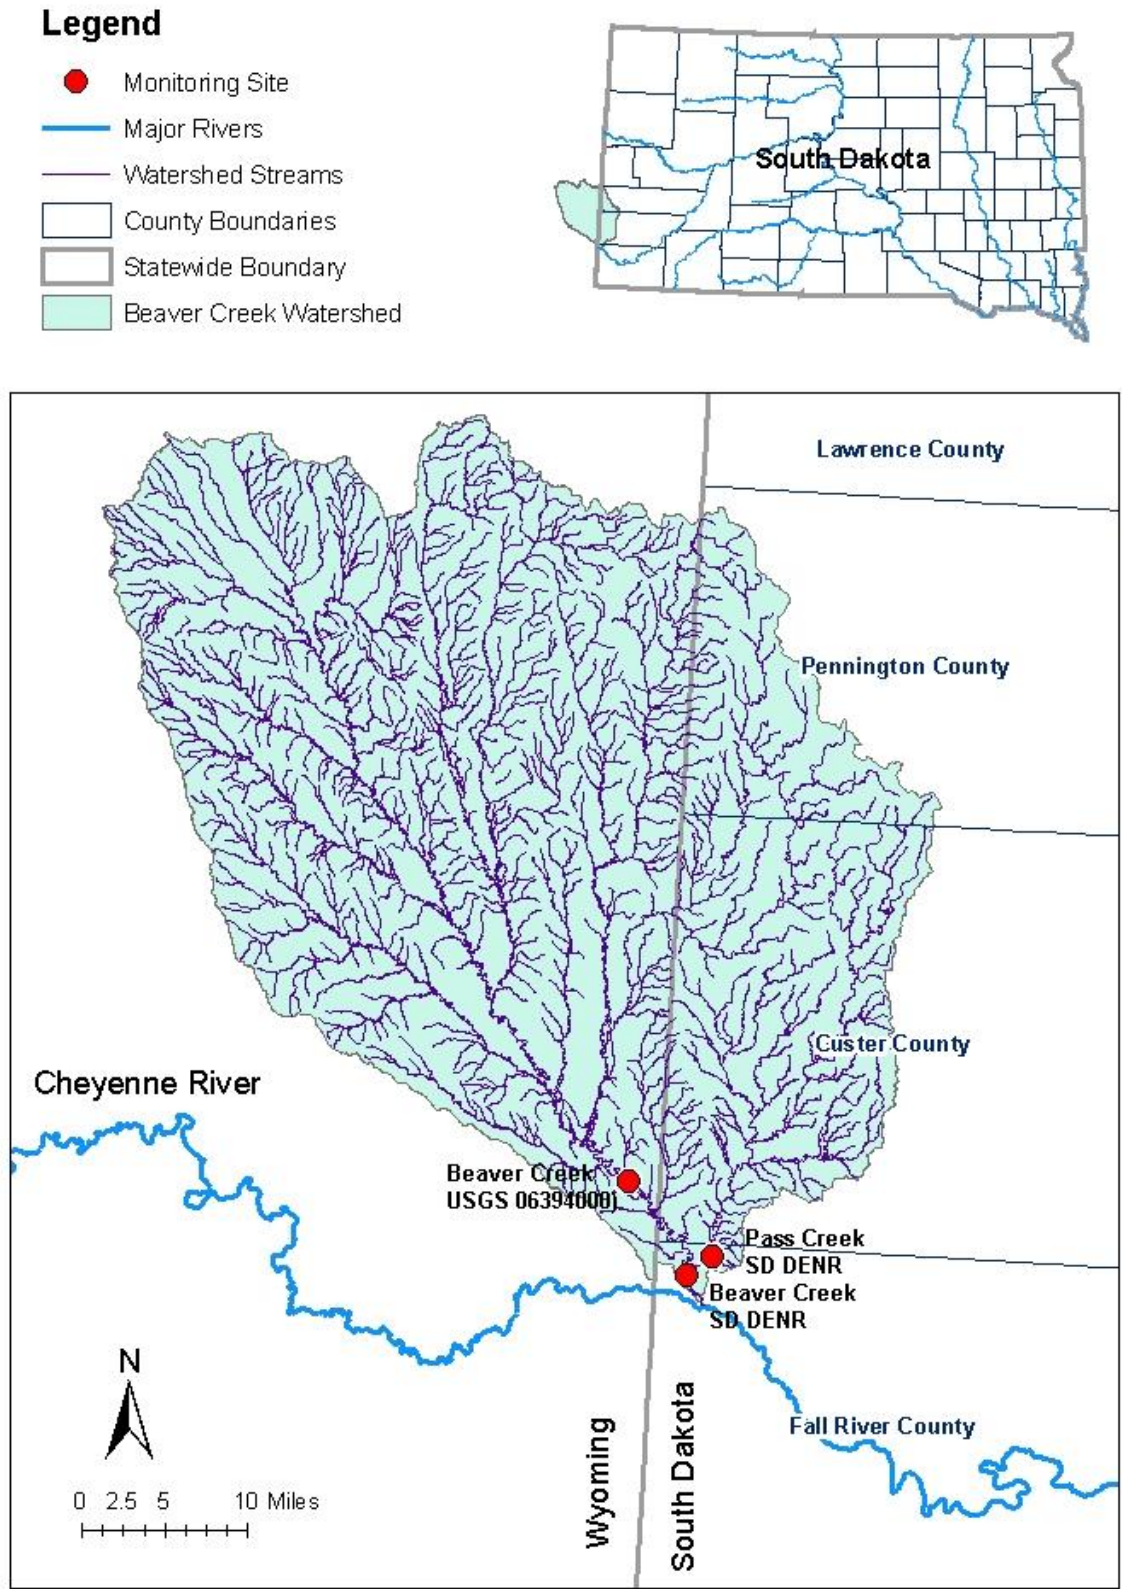 Legend
Monitoring Site
Major Rivers
Watershed Streams
County Boundaries
Statewide Boundary
Beaver Creek Watershed
South Dakota
Lawrence County
Pennington County
Custer County
Cheyenne River
Beaver Creek
USGS 06394000)
Pass Creek
SD DENR
Beaver Creek
SD DENR
Fall River County
Wyoming
South Dakota
N
0 2.5 5 10 Miles